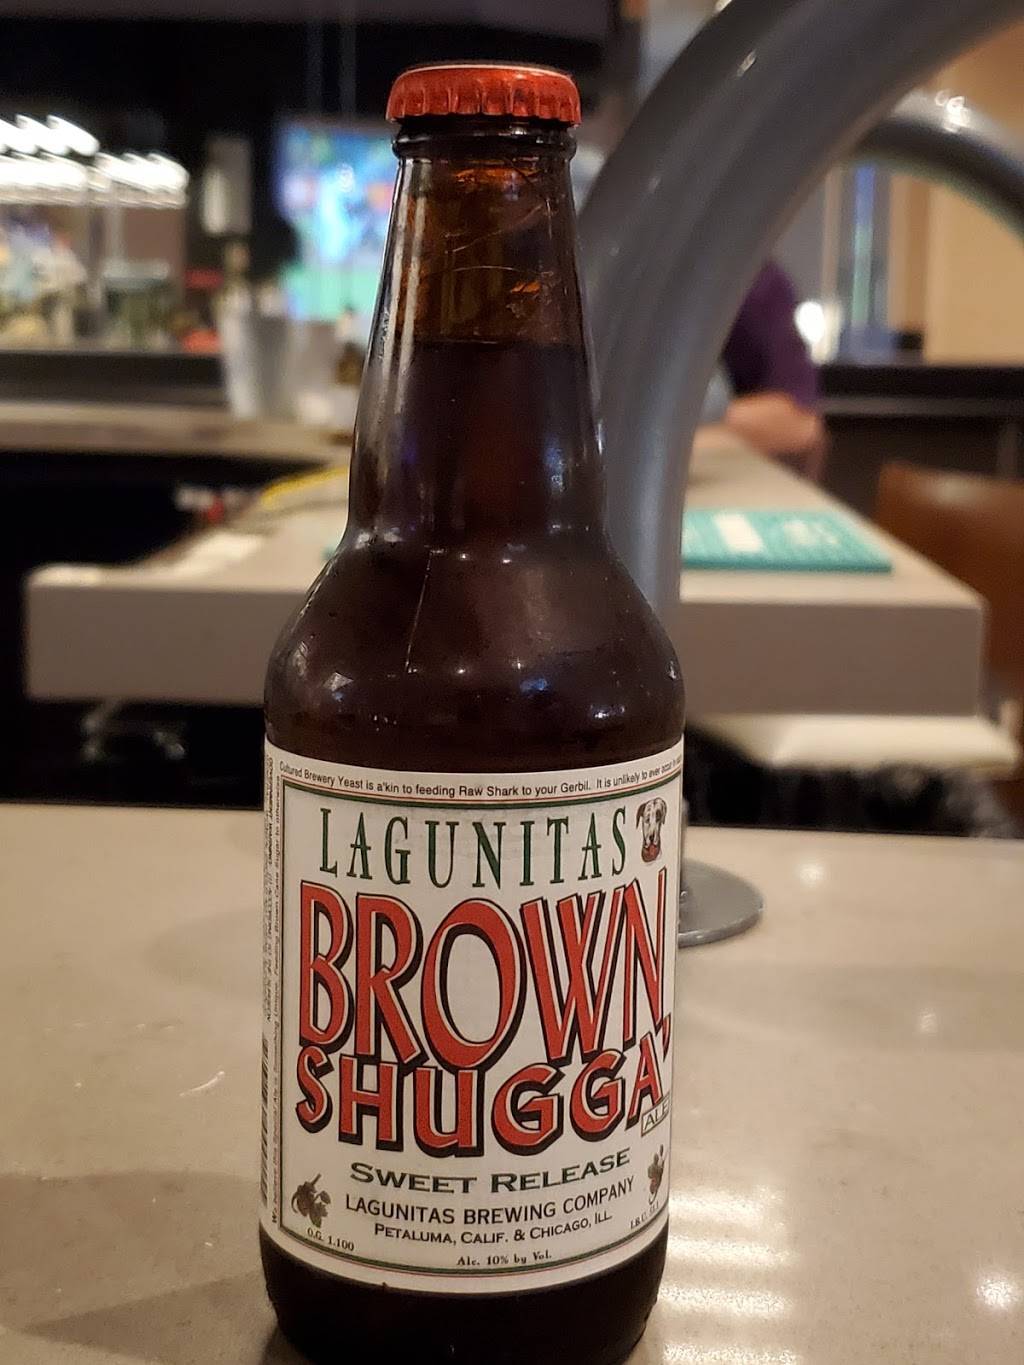 Cultured Brewery Yeast is a'kin to feeding Raw Shark to your Gerbil. It is unlikely to ever
LAGUNITAS
BROWN
SHUGGA'
ALE
SWEET RELEASE
LAGUNITAS BREWING COMPANY
PETALUMA, CALIF. & CHICAGO, ILL.
O.G. 1.100
Alc. 10% by Vol.